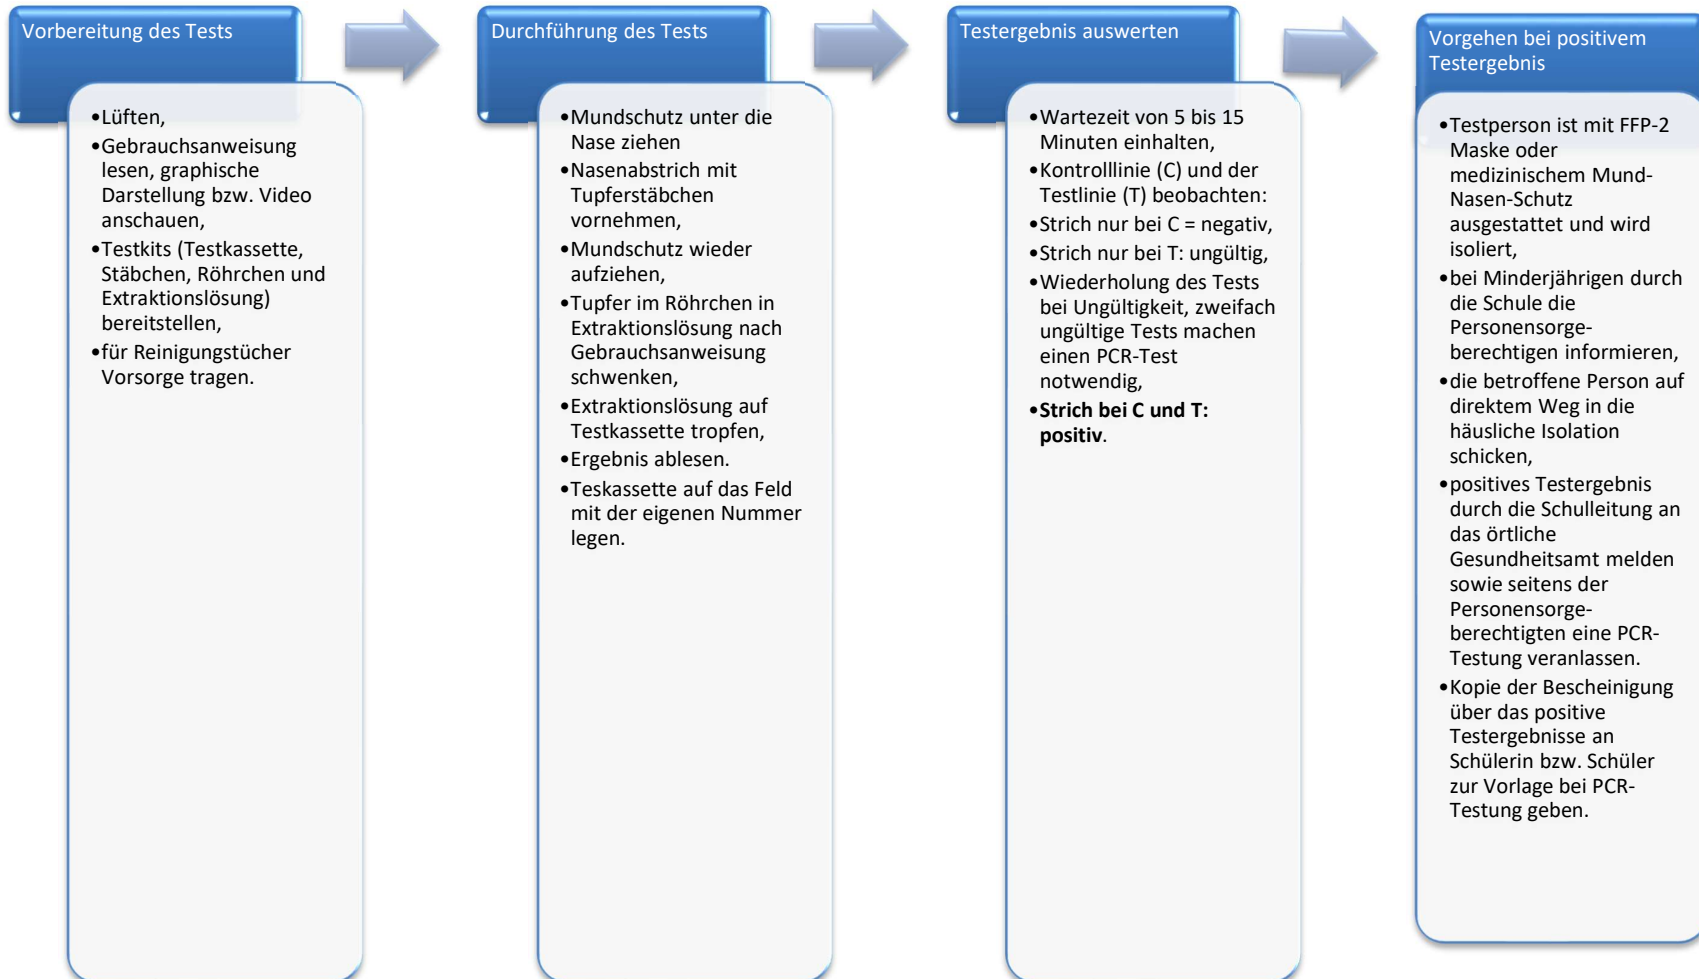 Vorbereitung des Tests
•Lüften,
•Gebrauchsanweisung
lesen, graphische
Darstellung bzw. Video
anschauen,
•Testkits (Testkassette,
Stäbchen, Röhrchen und
Extraktionslösung)
bereitstellen,
•für Reinigungstücher
Vorsorge tragen.
Durchführung des Tests
•Mundschutz unter die
Nase ziehen
•Nasenabstrich mit
Tupferstäbchen
vornehmen,
•Mundschutz wieder
aufziehen,
•Tupfer im Röhrchen in
Extraktionslösung nach
Gebrauchsanweisung
schwenken,
•Extraktionslösung auf
Testkassette tropfen,
•Ergebnis ablesen.
•Teskassette auf das Feld
mit der eigenen Nummer
legen.
Testergebnis auswerten
•Wartezeit von 5 bis 15
Minuten einhalten,
•Kontrolllinie (C) und der
Testlinie (T) beobachten:
•Strich nur bei C = negativ,
•Strich nur bei T: ungültig,
•Wiederholung des Tests
bei Ungültigkeit, zweifach
ungültige Tests machen
einen PCR-Test
notwendig,
•Strich bei C und T:
positiv.
Vorgehen bei positivem
Testergebnis
•Testperson ist mit FFP-2
Maske oder
medizinischem Mund-
Nasen-Schutz
ausgestattet und wird
isoliert,
•bei Minderjährigen durch
die Schule die
Personensorge-
berechtigen informieren,
•die betroffene Person auf
direktem Weg in die
häusliche Isolation
schicken,
•positives Testergebnis
durch die Schulleitung an
das örtliche
Gesundheitsamt melden
sowie seitens der
Personensorge-
berechtigten eine PCR-
Testung veranlassen.
•Kopie der Bescheinigung
über das positive
Testergebnisse an
Schülerin bzw. Schüler
zur Vorlage bei PCR-
Testung geben.